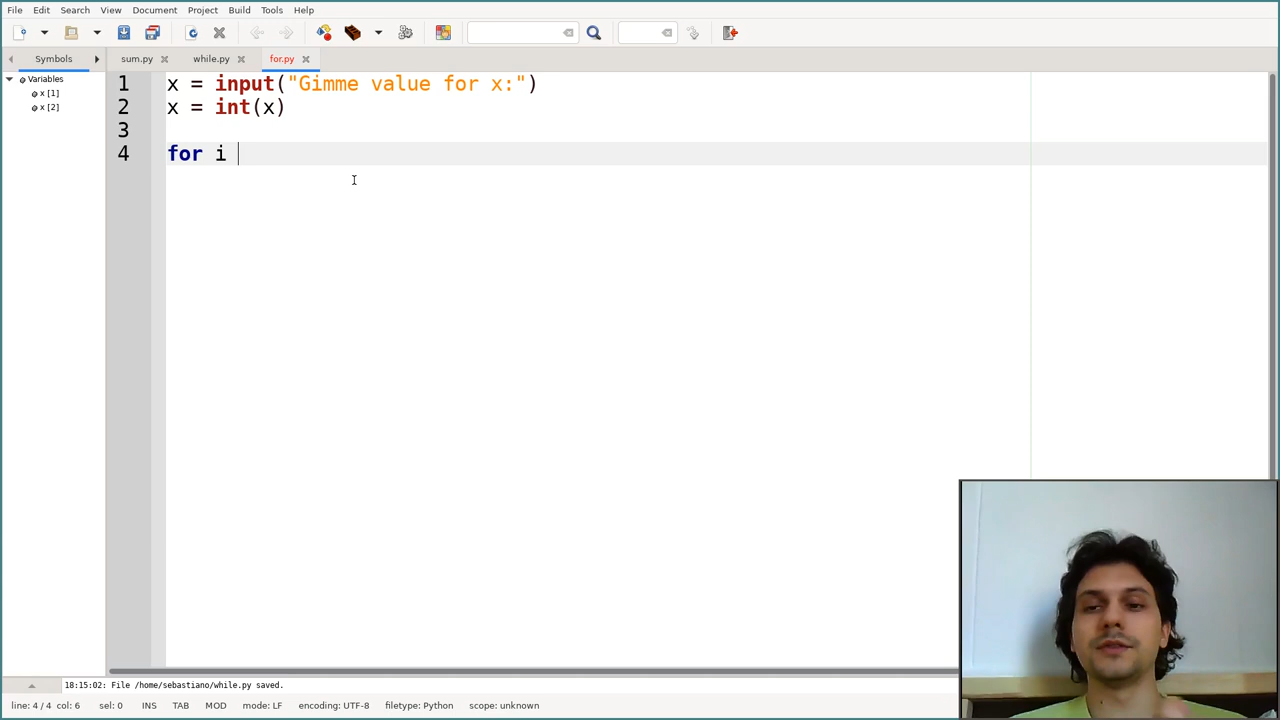 File Edit Search View Document Project Build Tools Help
Symbols sum.py while.py for.py
Variables
x [1]
x [2]
1 x = input("Gimme value for x:")
2 x = int(x)
3
4 for i
18:15:02: File /home/sebastiano/while.py saved.
line: 4 / 4 col: 6 sel: 0 INS TAB MOD mode: LF encoding: UTF-8 filetype: Python scope: unknown